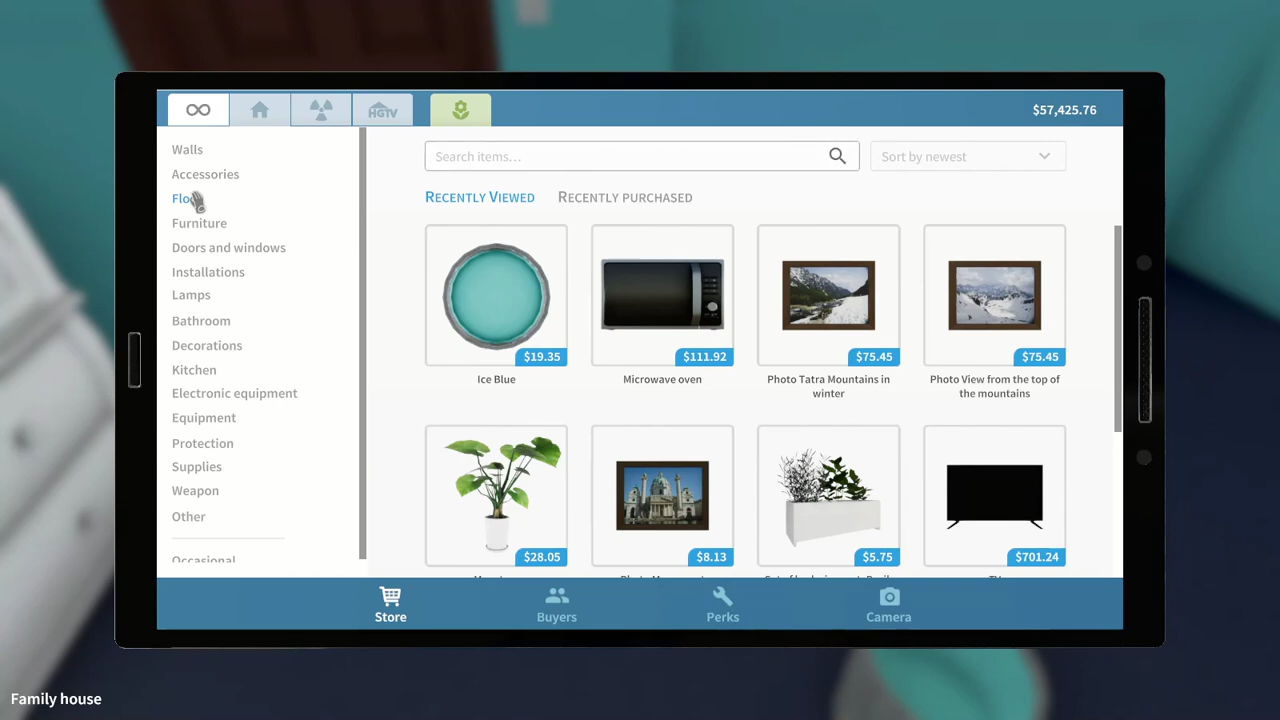 HGTV
$57,425.76
Walls
Accessories
Flo
Furniture
Doors and windows
Installations
Lamps
Bathroom
Decorations
Kitchen
Electronic equipment
Equipment
Protection
Supplies
Weapon
Other
Occasional
Search items...
Sort by newest
RECENTLY VIEWED
RECENTLY PURCHASED
$19.35
$111.92
$75.45
$75.45
Ice Blue
Microwave oven
Photo Tatra Mountains in
winter
Photo View from the top of
the mountains
$28.05
$8.13
$5.75
$701.24
Store
Buyers
Perks
Camera
Family house